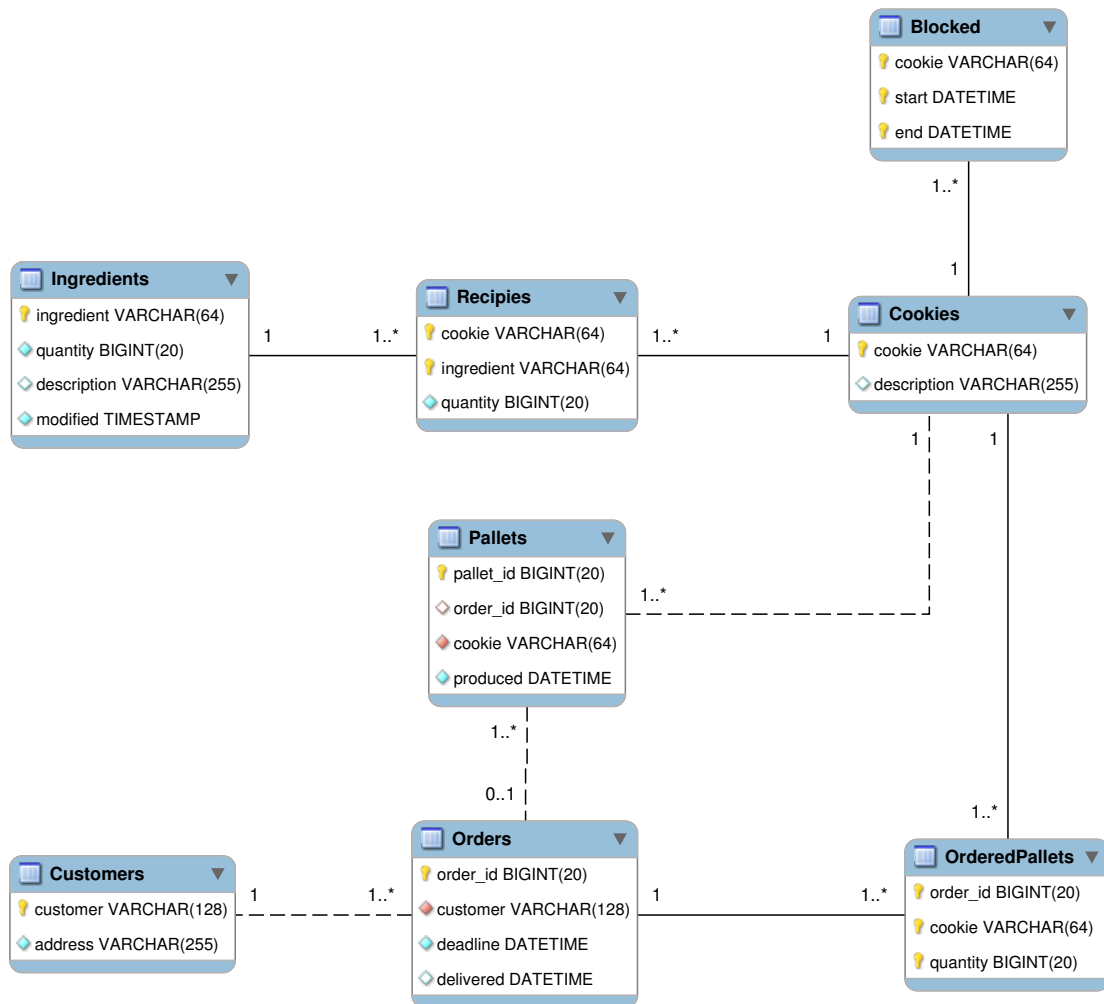 Blocked
cookie VARCHAR(64)
start DATETIME
end DATETIME
1..*
1
Ingredients
ingredient VARCHAR(64)
quantity BIGINT(20)
description VARCHAR(255)
modified TIMESTAMP
1
1..*
Recipies
cookie VARCHAR(64)
ingredient VARCHAR(64)
quantity BIGINT(20)
1..*
1
Cookies
cookie VARCHAR(64)
description VARCHAR(255)
1
1
Pallets
pallet_id BIGINT(20)
order_id BIGINT(20)
cookie VARCHAR(64)
produced DATETIME
1..*
1..*
0..1
1..*
Customers
customer VARCHAR(128)
address VARCHAR(255)
1
1..*
Orders
order_id BIGINT(20)
customer VARCHAR(128)
deadline DATETIME
delivered DATETIME
1
1..*
OrderedPallets
order_id BIGINT(20)
cookie VARCHAR(64)
quantity BIGINT(20)